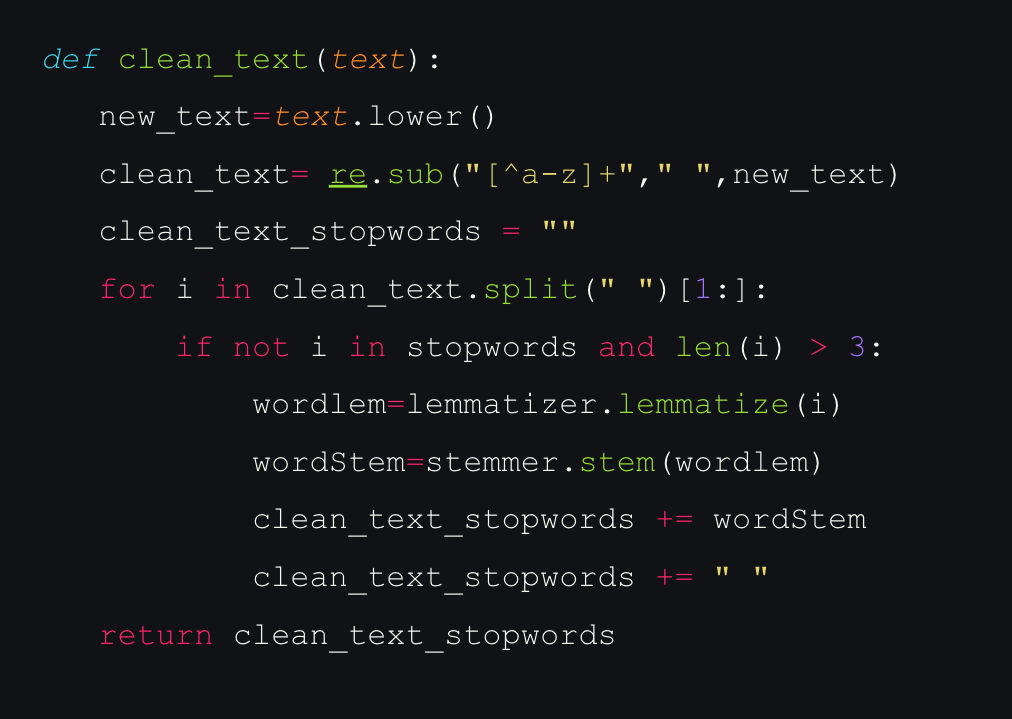 def clean_text(text):
   new_text=text.lower()
   clean_text= re.sub("[^a-z]+"," ",new_text)
   clean_text_stopwords = ""
   for i in clean_text.split(" ")[1:]:
       if not i in stopwords and len(i) > 3:
           wordlem=lemmatizer.lemmatize(i)
           wordStem=stemmer.stem(wordlem)
           clean_text_stopwords += wordStem
           clean_text_stopwords += " "
   return clean_text_stopwords